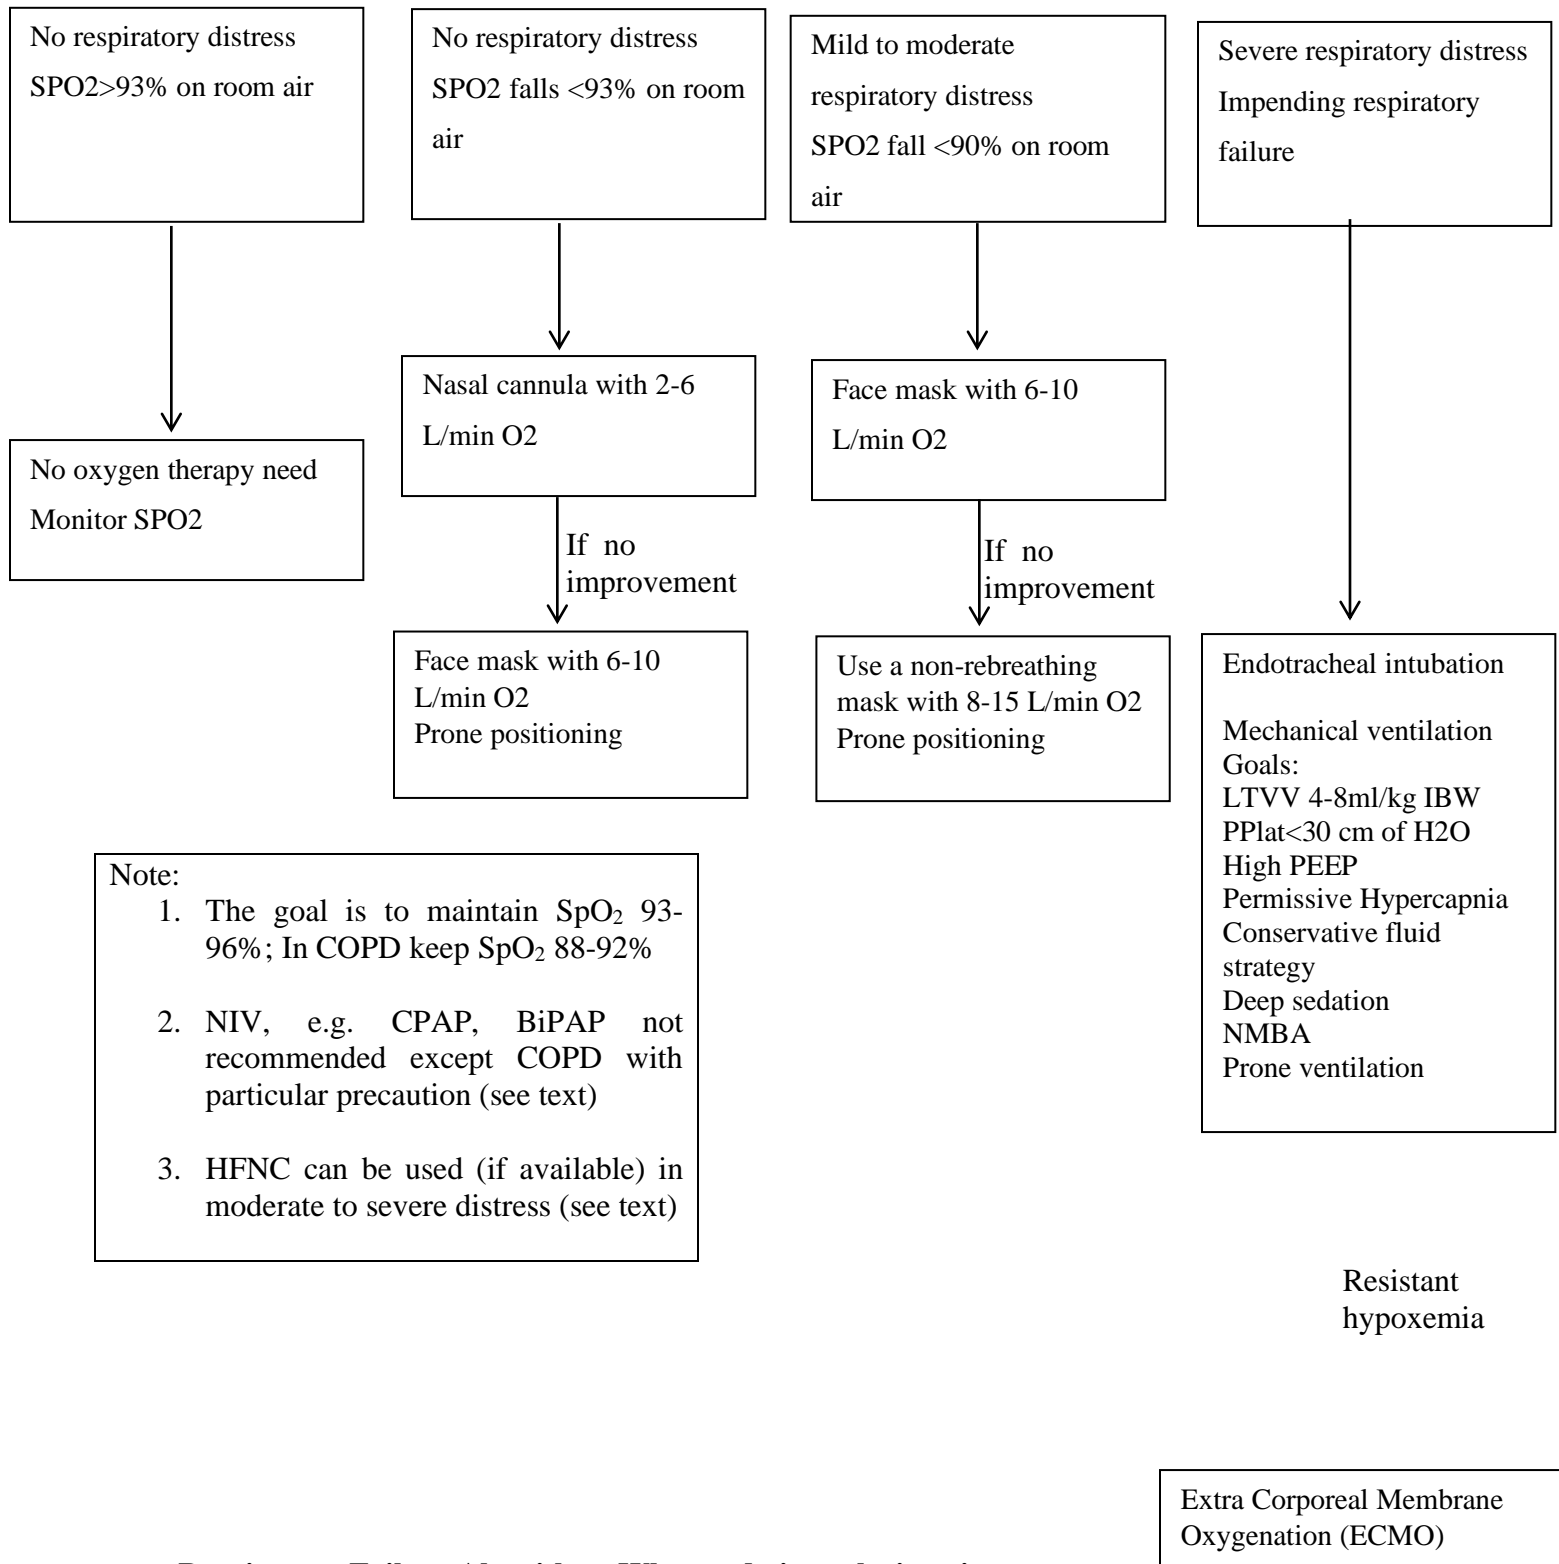 No respiratory distress
SPO2>93% on room air
No respiratory distress
SPO2 falls <93% on room
air
Mild to moderate
respiratory distress
SPO2 fall <90% on room
air
Severe respiratory distress
Impending respiratory
failure
Nasal cannula with 2-6
L/min O2
Face mask with 6-10
L/min O2
No oxygen therapy need
Monitor SPO2
If no
improvement
If no
improvement
Face mask with 6-10
L/min O2
Prone positioning
Use a non-rebreathing
mask with 8-15 L/min O2
Prone positioning
Endotracheal intubation
Mechanical ventilation
Goals:
LTVV 4-8ml/kg IBW
PPlat<30 cm of H2O
High PEEP
Permissive Hypercapnia
Conservative fluid
strategy
Deep sedation
NMBA
Prone ventilation
Note:
1. The goal is to maintain SpO₂ 93-
96%; In COPD keep SpO₂ 88-92%
2. NIV, e.g. CPAP, BiPAP not
recommended except COPD with
particular precaution (see text)
3. HFNC can be used (if available) in
moderate to severe distress (see text)
Resistant
hypoxemia
Extra Corporeal Membrane
Oxygenation (ECMO)